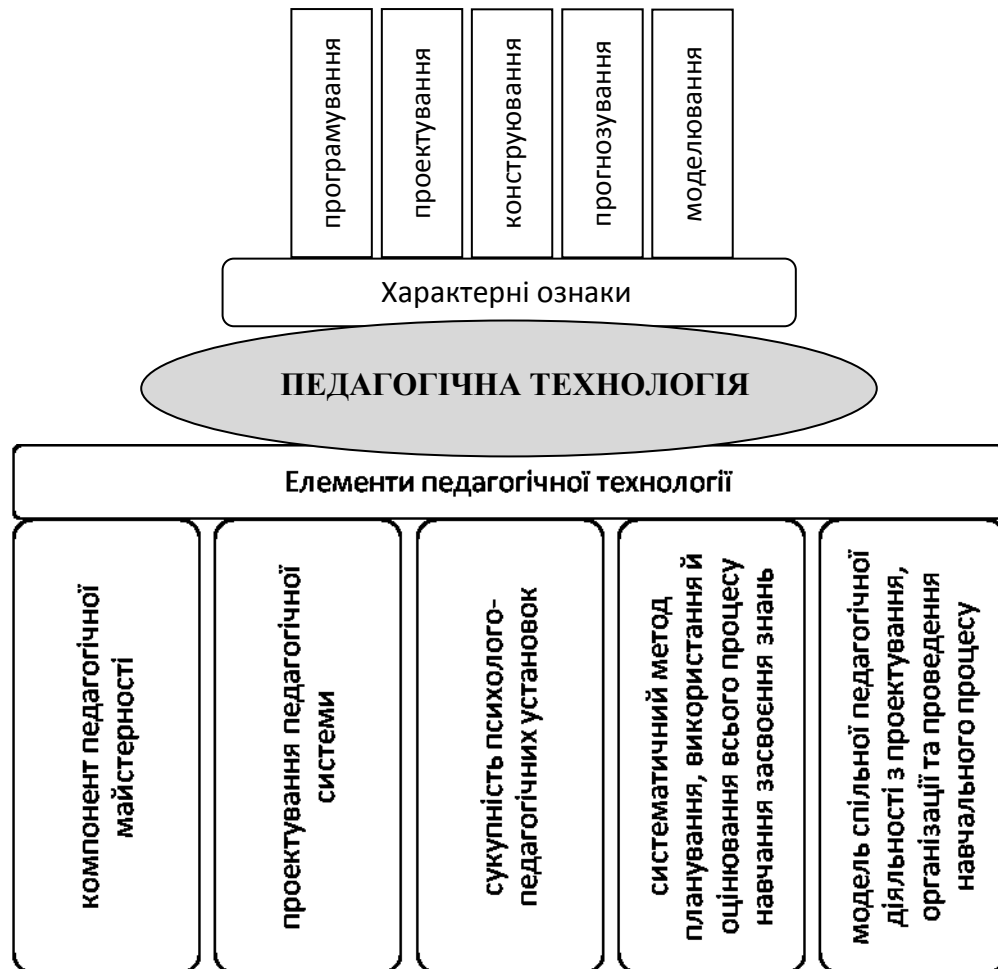 програмування
проектування
конструювання
прогнозування
моделювання
Характерні ознаки
ПЕДАГОГІЧНА ТЕХНОЛОГІЯ
Елементи педагогічної технології
компонент педагогічної
майстерності
проектування педагогічної
системи
сукупність психолого-
педагогічних установок
систематичний метод
планування, використання й
оцінювання всього процесу
навчання засвоєння знань
модель спільної педагогічної
діяльності з проектування,
організації та проведення
навчального процесу